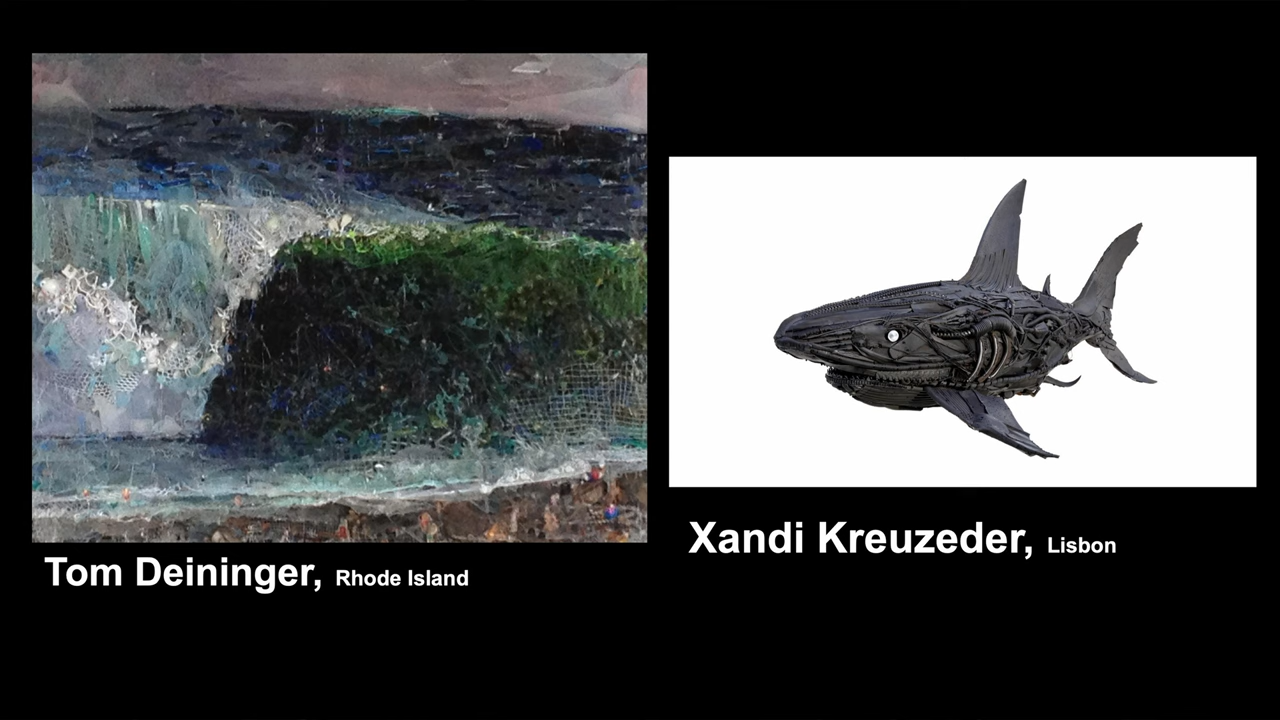 Tom Deininger, Rhode Island
Xandi Kreuzeder, Lisbon